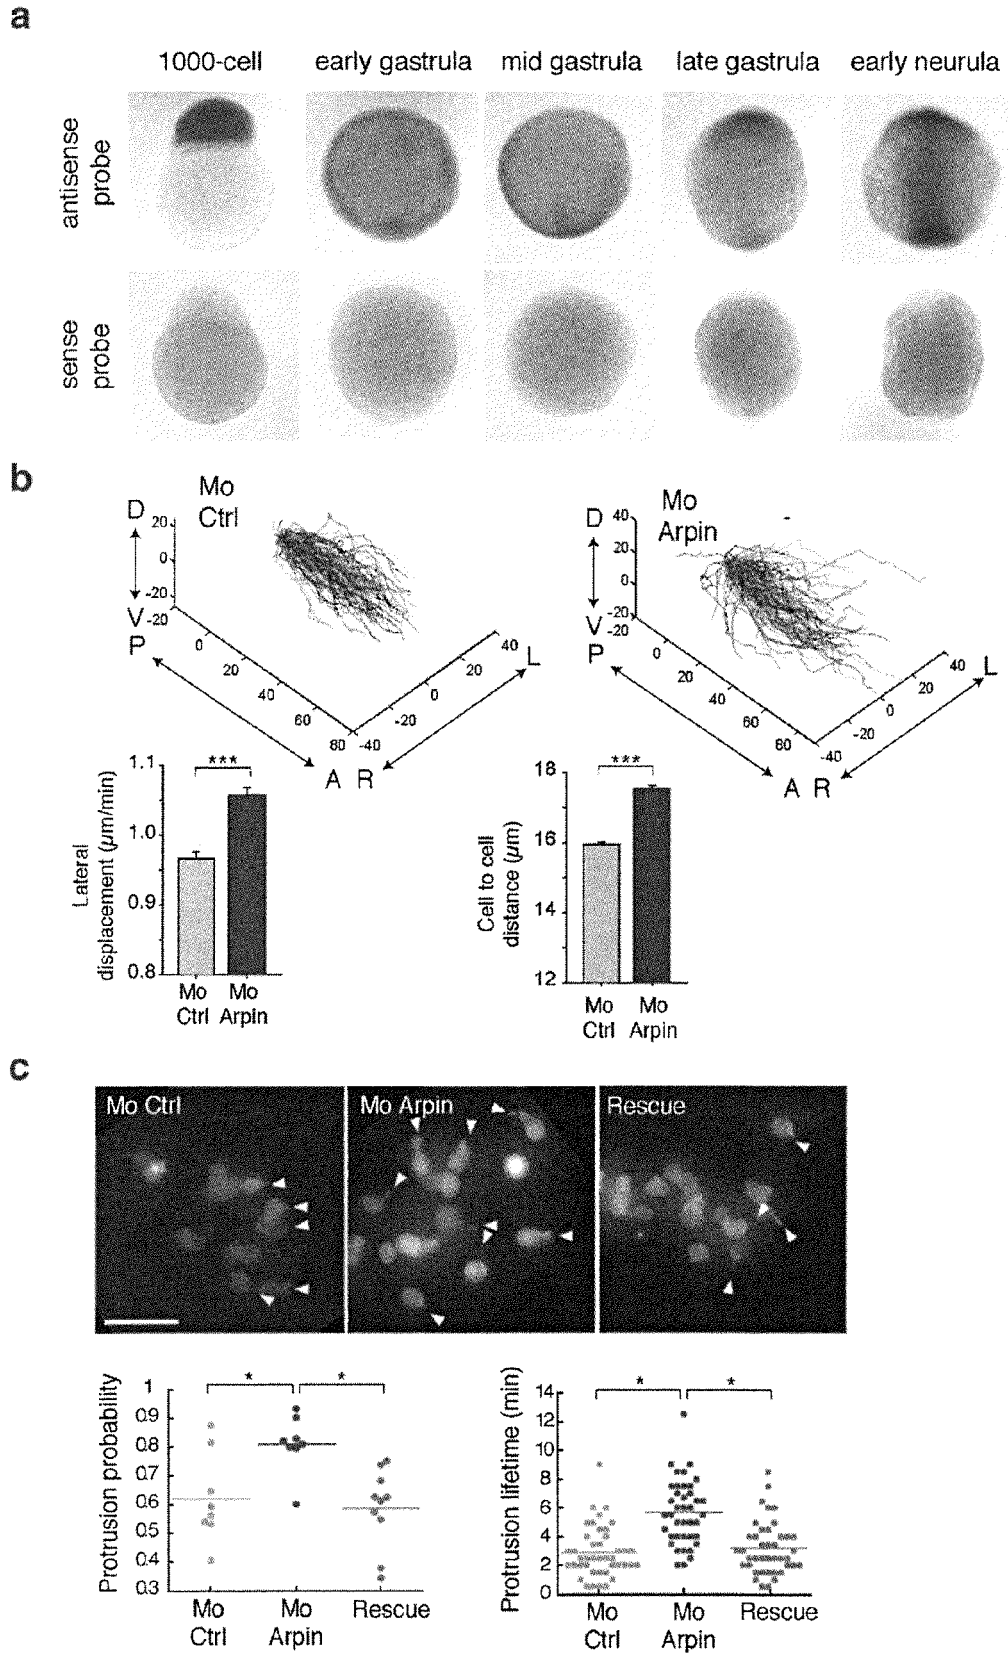 a
1000-cell early gastrula mid gastrula late gastrula early neurula
antisense
probe
sense
probe
b
Mo
Ctrl
D
20
0
-20
V
-20
P
0
20
40
60
80
-40
-20
0
20
40
L
A R
Mo
Arpin
D
40
20
0
-20
V
-20
P
0
20
40
60
80
-40
-20
0
20
40
L
A R
Lateral
displacement (µm/min)
1.1
1.0
0.9
0.8
***
Mo Mo
Ctrl Arpin
Cell to cell
distance (µm)
18
16
14
12
***
Mo Mo
Ctrl Arpin
c
Mo Ctrl
Mo Arpin
Rescue
Protrusion probability
1
0.9
0.8
0.7
0.6
0.5
0.4
0.3
* *
Mo Mo Rescue
Ctrl Arpin
Protrusion lifetime (min)
14
12
10
8
6
4
2
0
* *
Mo Mo Rescue
Ctrl Arpin